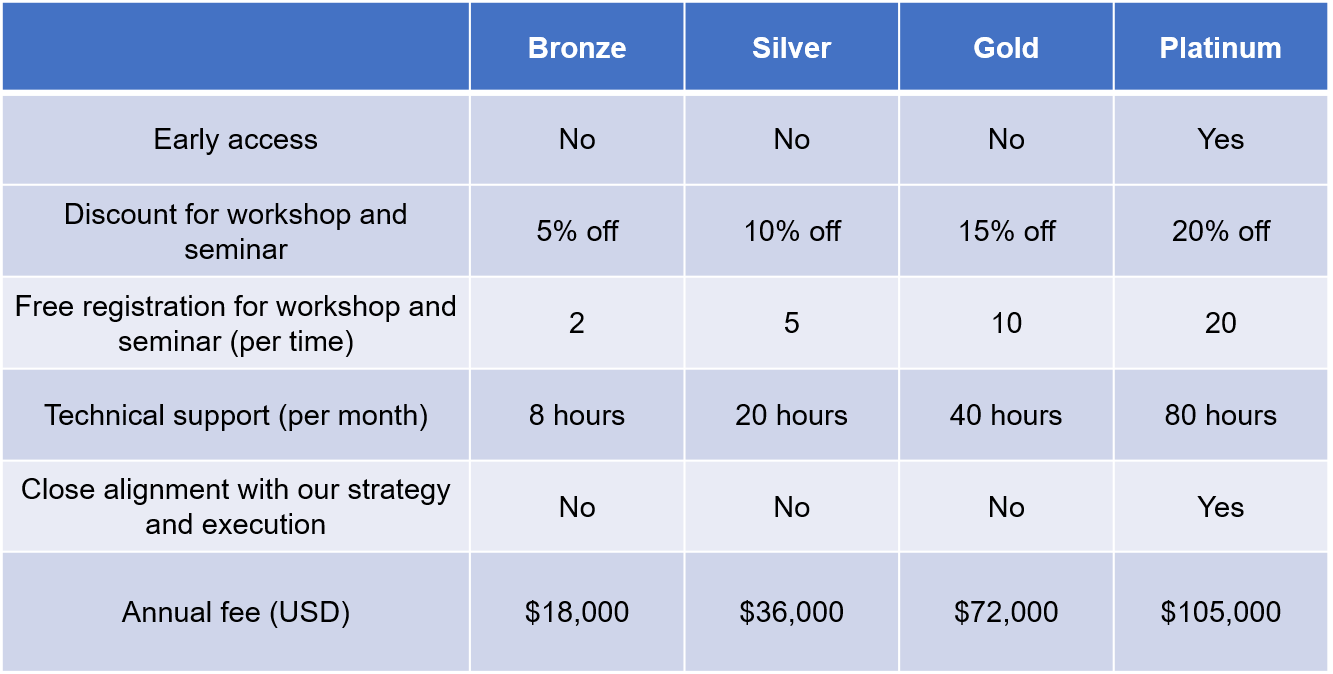 Bronze Silver Gold Platinum
Early access No No No Yes
Discount for workshop and
seminar 5% off 10% off 15% off 20% off
Free registration for workshop and
seminar (per time) 2 5 10 20
Technical support (per month) 8 hours 20 hours 40 hours 80 hours
Close alignment with our strategy
and execution No No No Yes
Annual fee (USD) $18,000 $36,000 $72,000 $105,000